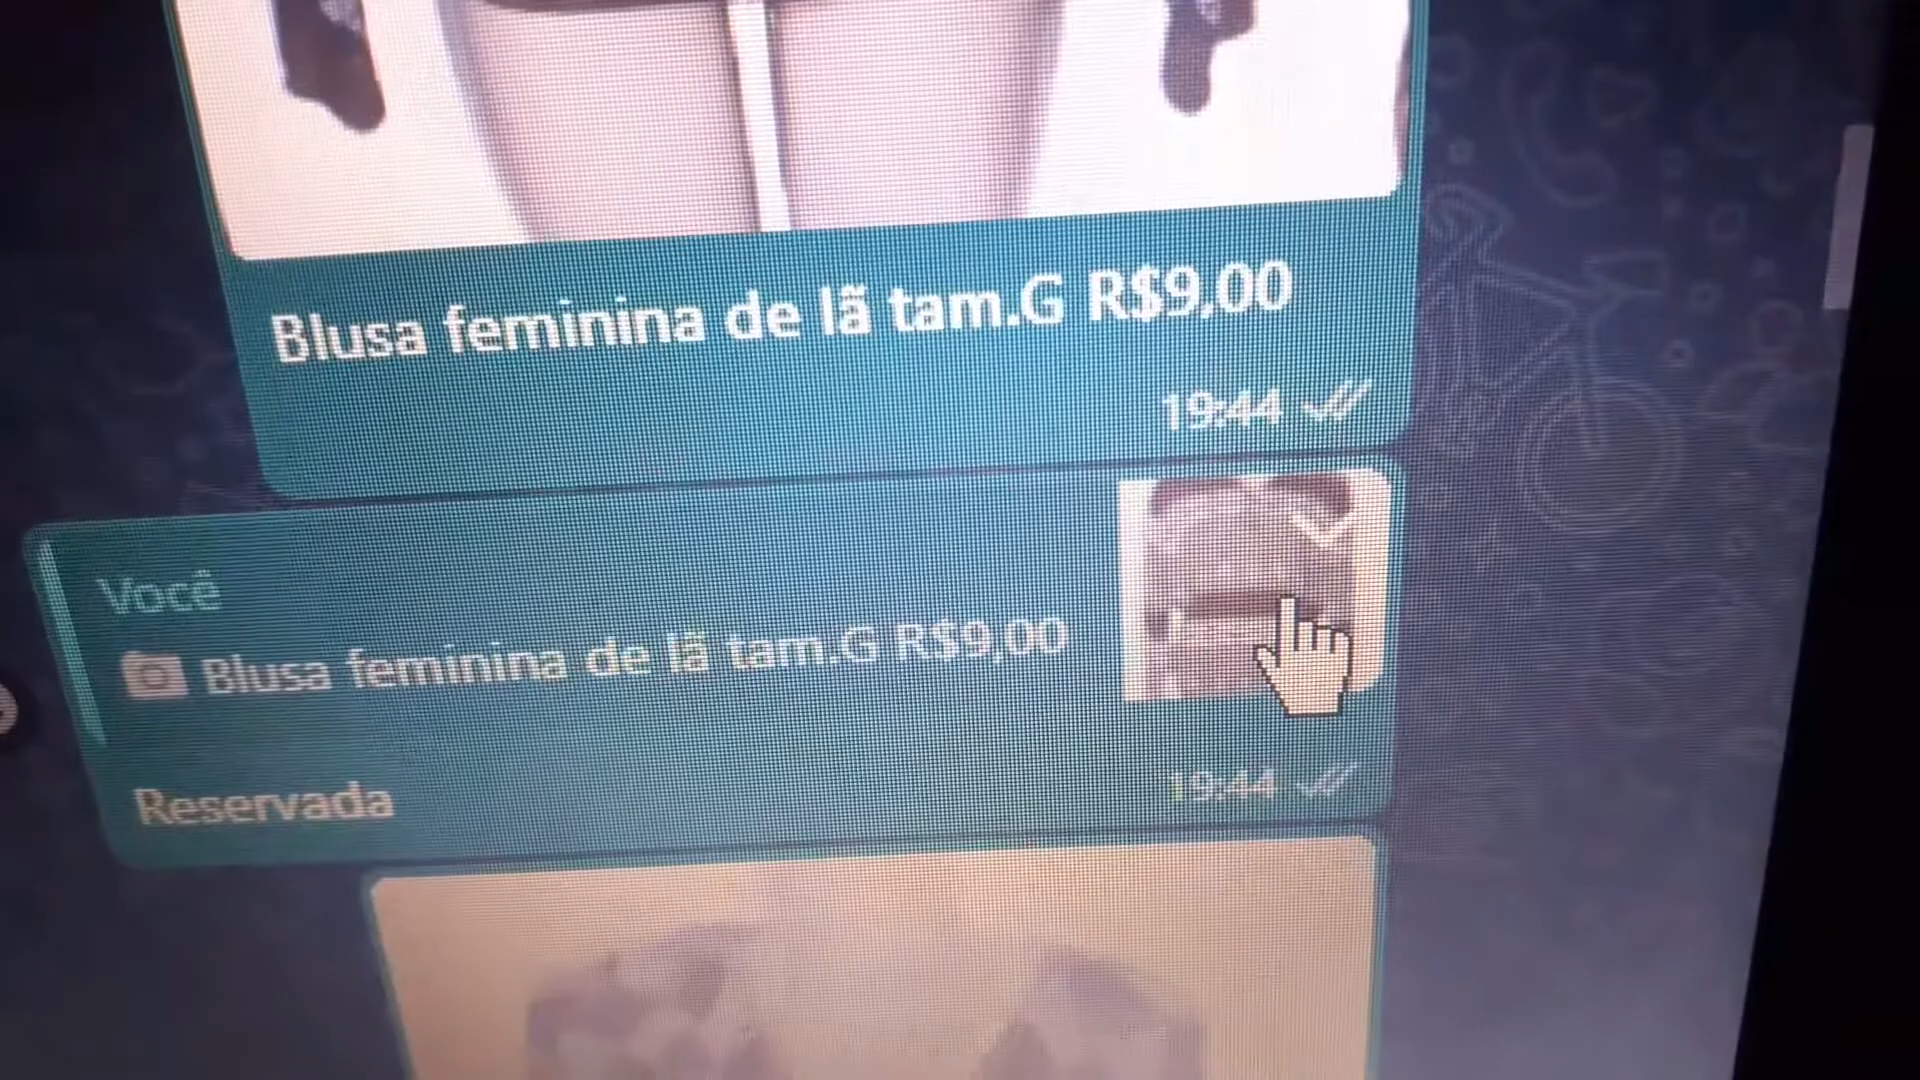 Blusa feminina de lã tam.G R$9,00
19:44
Você
Blusa feminina de lã tam.G R$9,00
Reservada
19:44